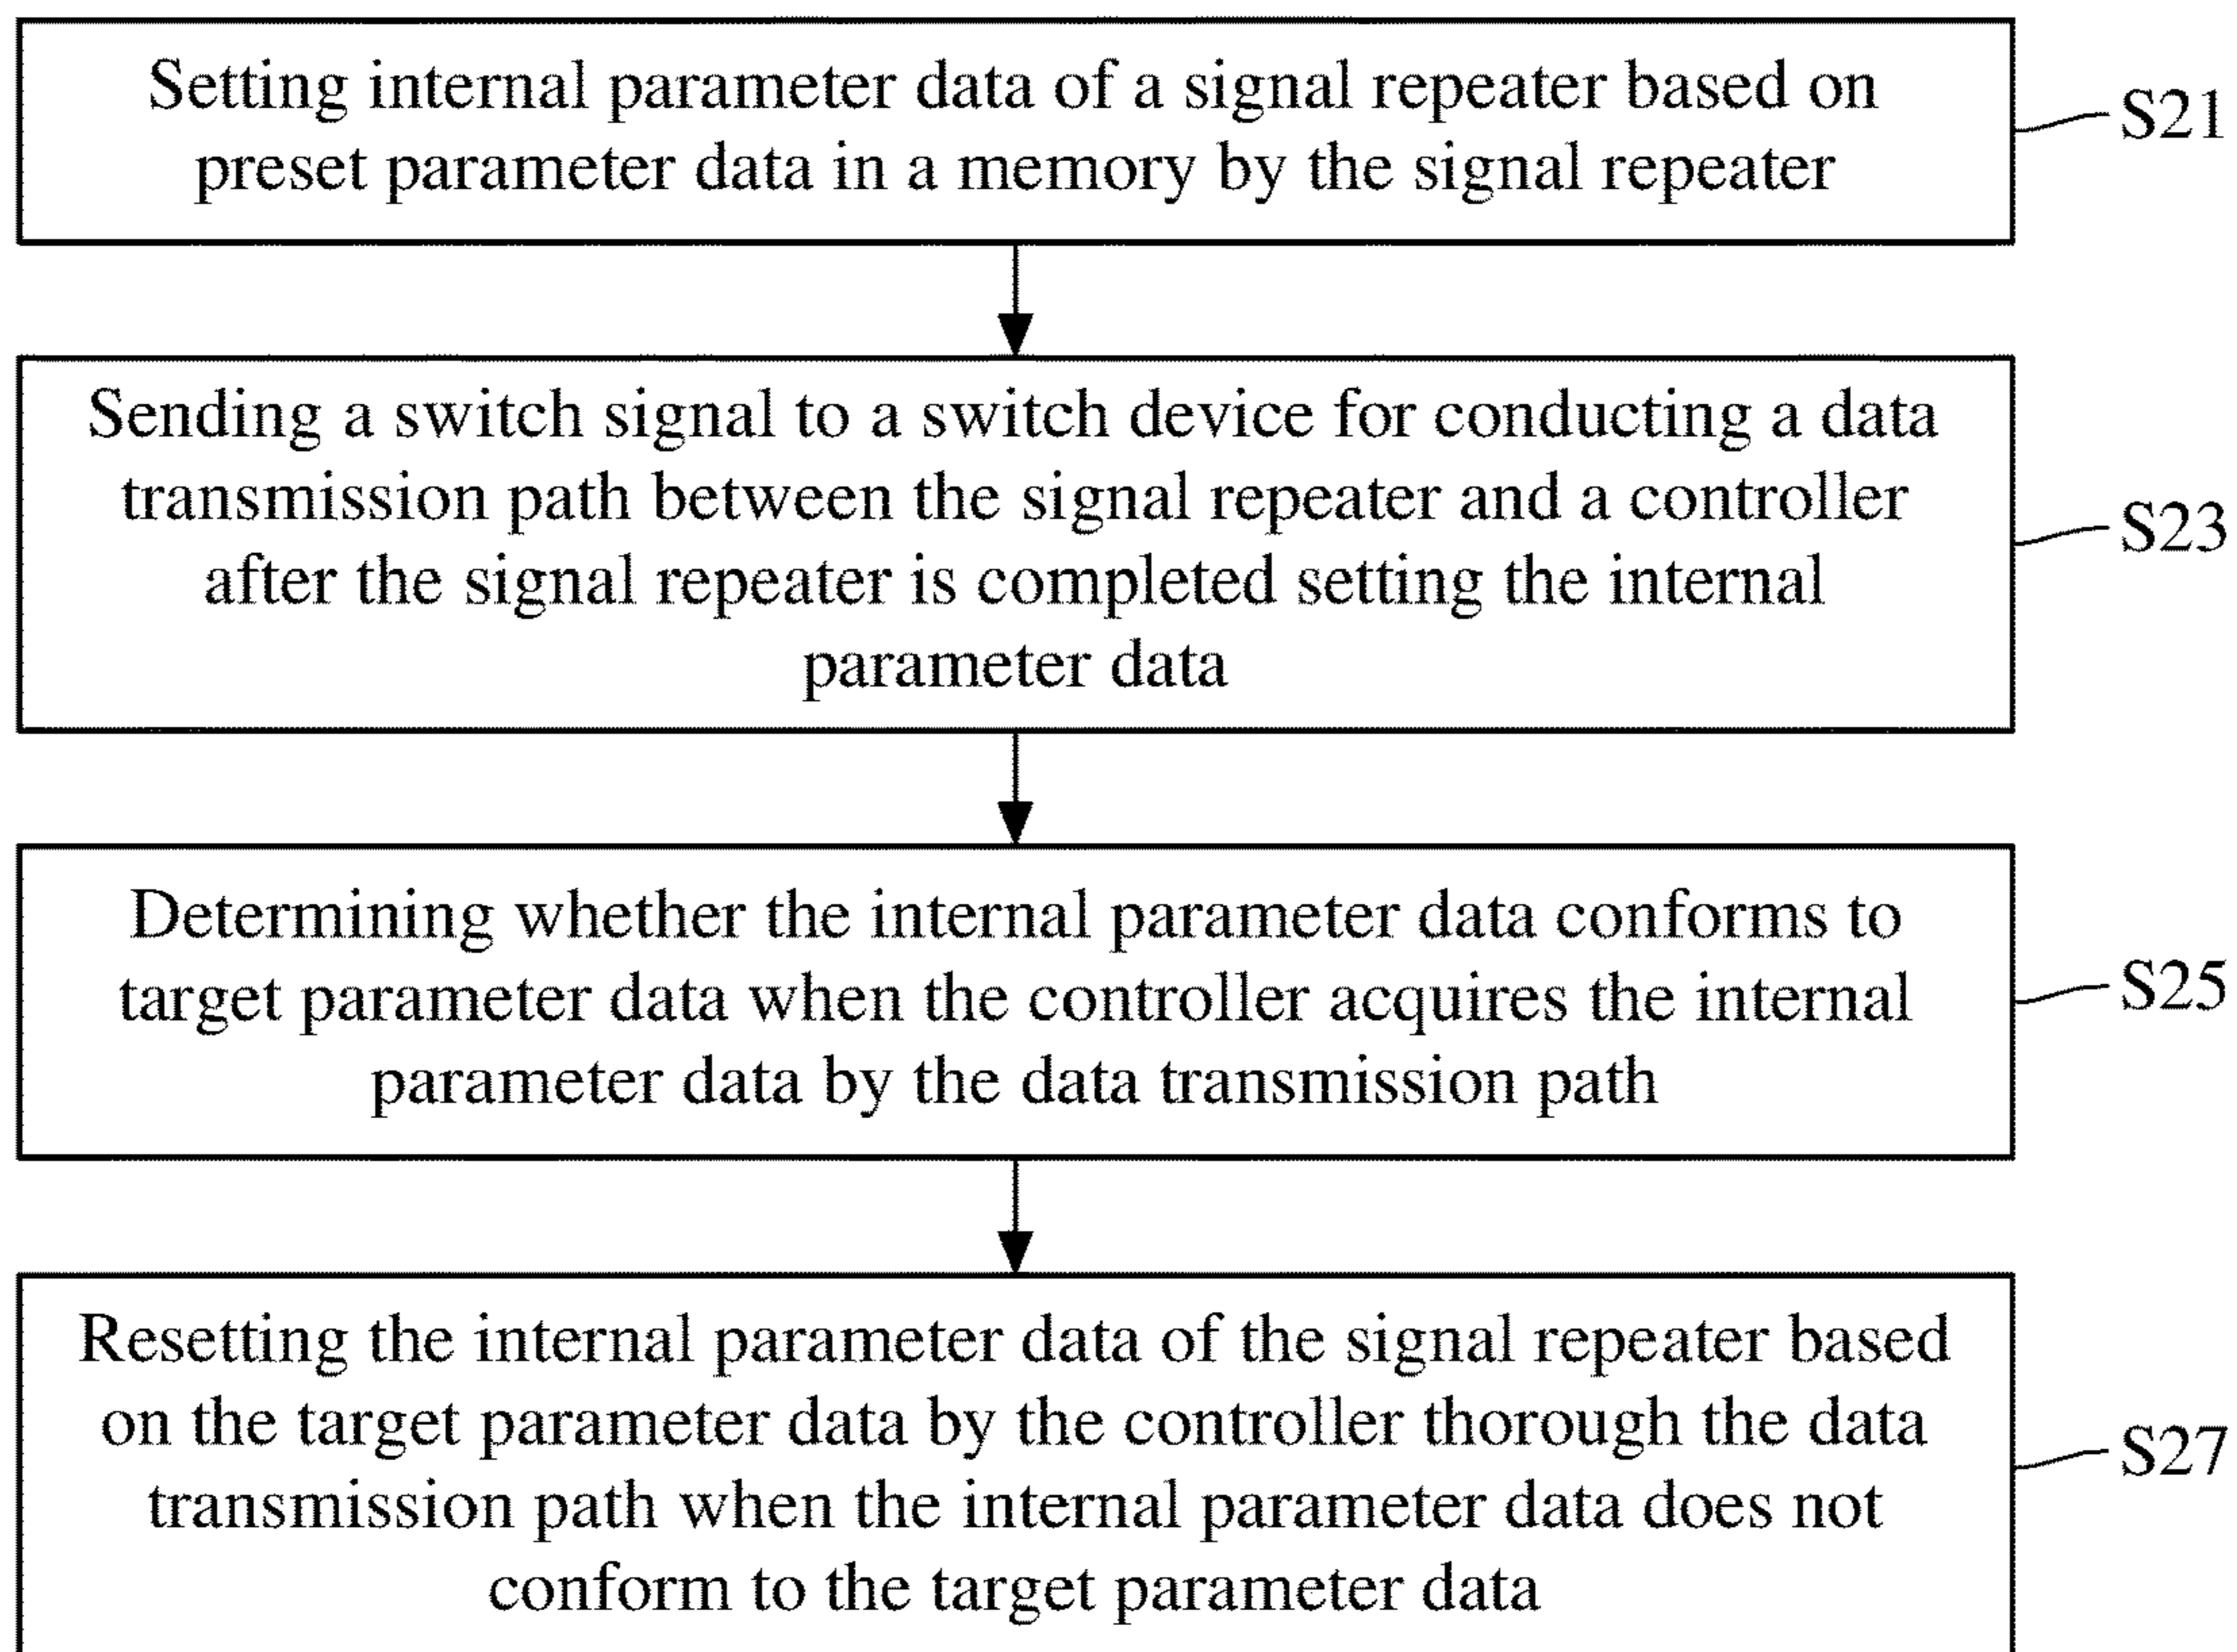 Setting internal parameter data of a signal repeater based on
preset parameter data in a memory by the signal repeater
S21
Sending a switch signal to a switch device for conducting a data
transmission path between the signal repeater and a controller
after the signal repeater is completed setting the internal
parameter data
S23
Determining whether the internal parameter data conforms to
target parameter data when the controller acquires the internal
parameter data by the data transmission path
S25
Resetting the internal parameter data of the signal repeater based
on the target parameter data by the controller thorough the data
transmission path when the internal parameter data does not
conform to the target parameter data
S27